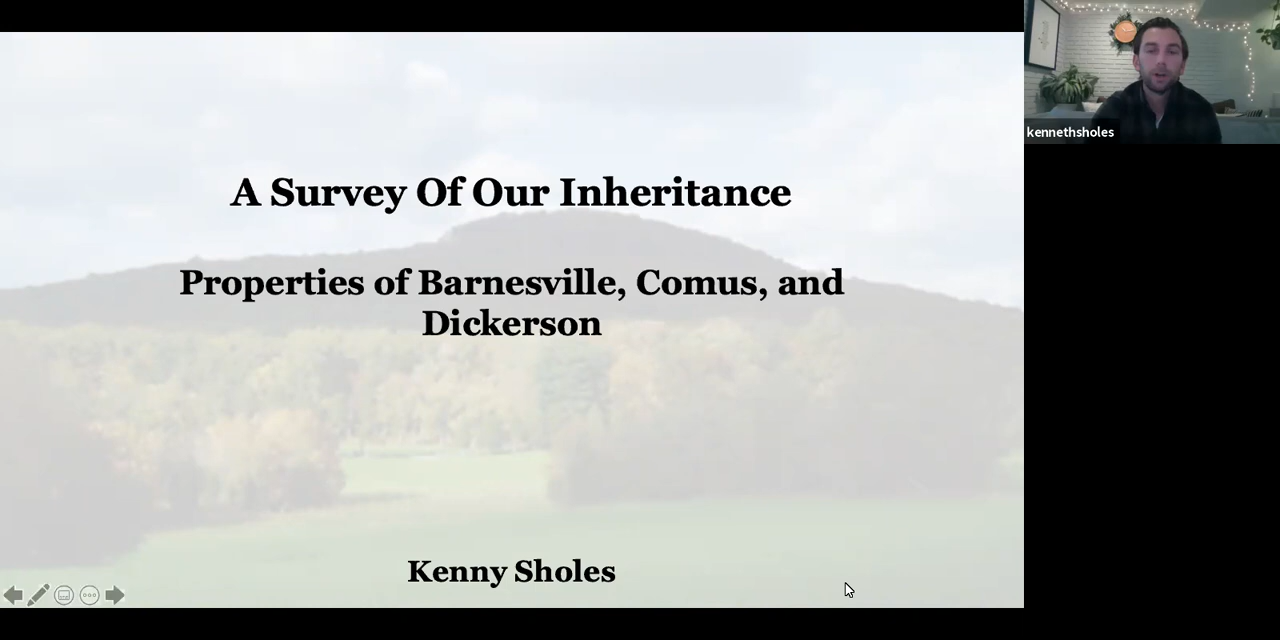 A Survey Of Our Inheritance
Properties of Barnesville, Comus, and
Dickerson
Kenny Sholes
kennethsholes